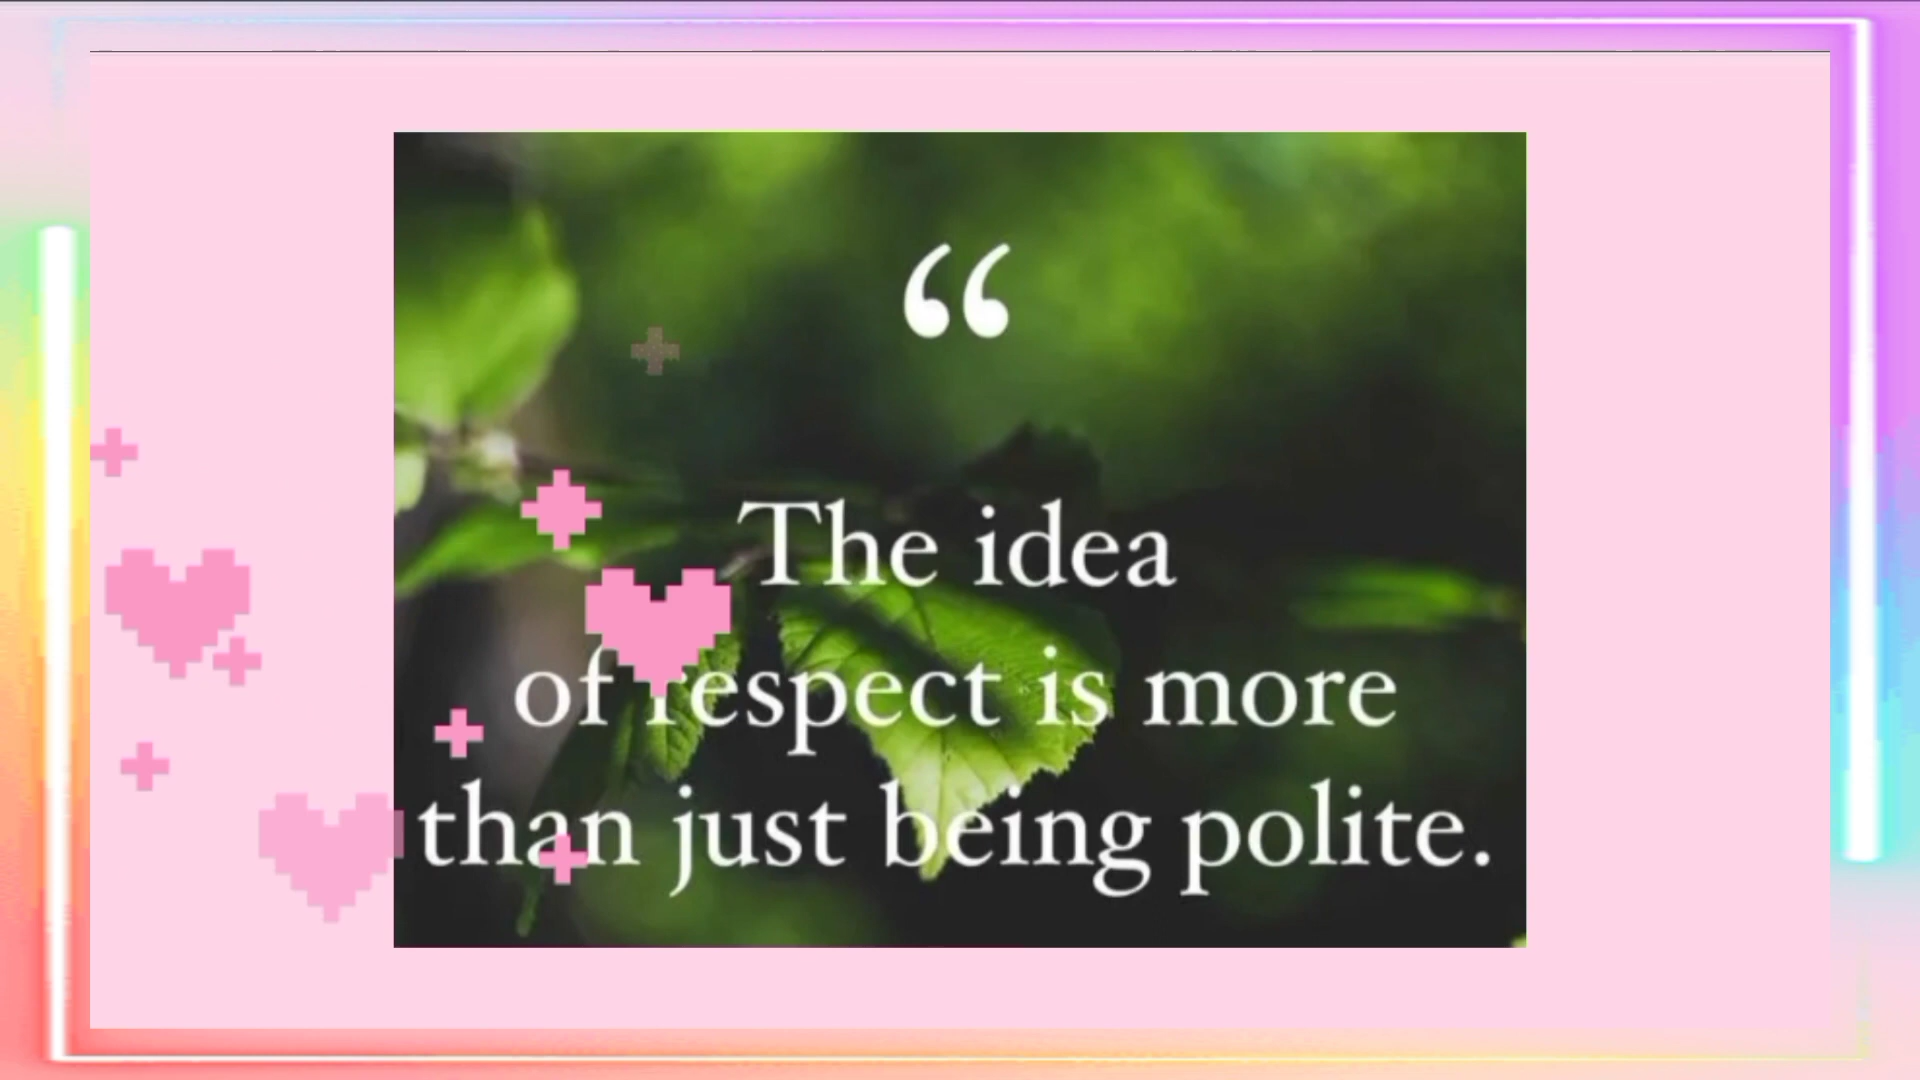 “
The idea
of respect is more
than just being polite.